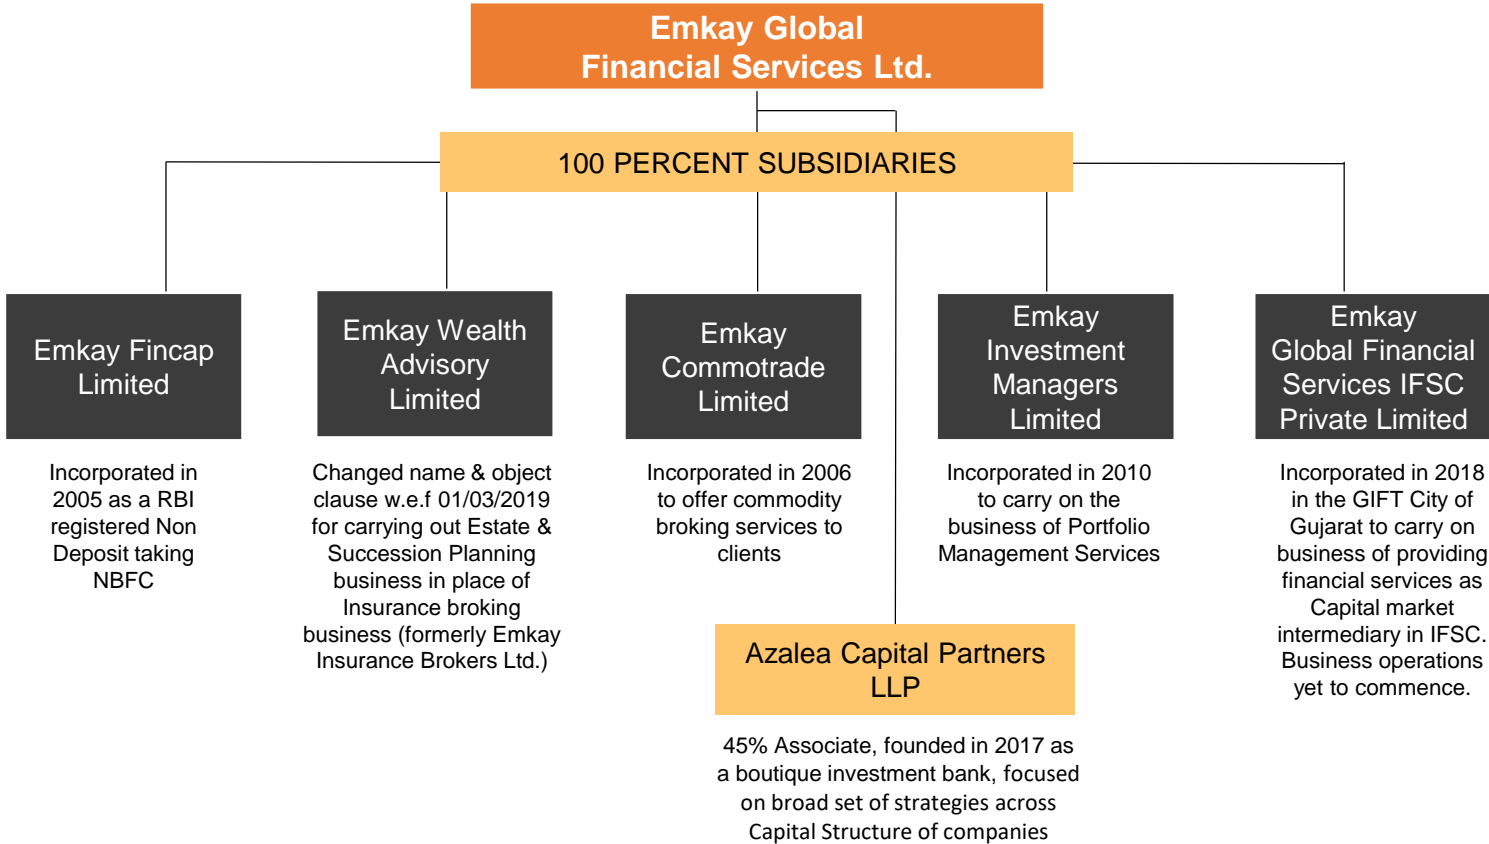 Emkay Global
Financial Services Ltd.
100 PERCENT SUBSIDIARIES
Emkay Fincap
Limited
Incorporated in
2005 as a RBI
registered Non
Deposit taking
NBFC
Emkay Wealth
Advisory
Limited
Changed name & object
clause w.e.f 01/03/2019
for carrying out Estate &
Succession Planning
business in place of
Insurance broking
business (formerly Emkay
Insurance Brokers Ltd.)
Emkay
Commotrade
Limited
Incorporated in 2006
to offer commodity
broking services to
clients
Emkay
Investment
Managers
Limited
Incorporated in 2010
to carry on the
business of Portfolio
Management Services
Emkay
Global Financial
Services IFSC
Private Limited
Incorporated in 2018
in the GIFT City of
Gujarat to carry on
business of providing
financial services as
Capital market
intermediary in IFSC.
Business operations
yet to commence.
Azalea Capital Partners
LLP
45% Associate, founded in 2017 as
a boutique investment bank, focused
on broad set of strategies across
Capital Structure of companies